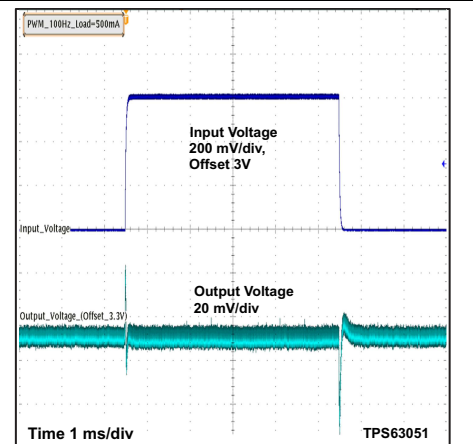 PWM_100Hz_Load=500mA
Input Voltage
200 mV/div,
Offset 3V
Input_Voltage
Output Voltage
20 mV/div
Output_Voltage_(Offset_3.3V)
Time 1 ms/div
TPS63051